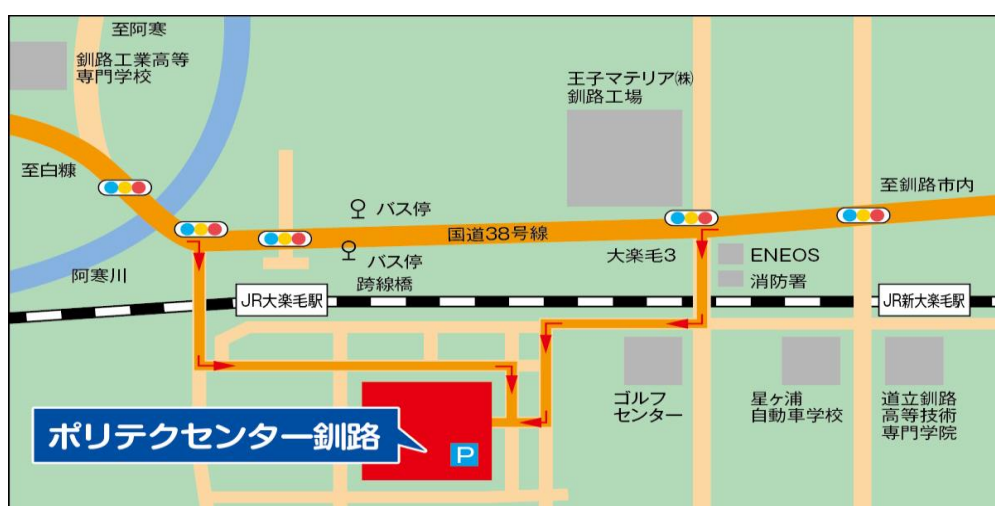 至阿寒
釧路工業高等
専門学校
王子マテリア㈱
釧路工場
至白糠
至釧路市内
バス停
国道38号線
バス停
大楽毛3
ENEOS
阿寒川
跨線橋
消防署
JR大楽毛駅
JR新大楽毛駅
ゴルフ
センター
星ヶ浦
自動車学校
道立釧路
高等技術
専門学院
ポリテクセンター釧路
P